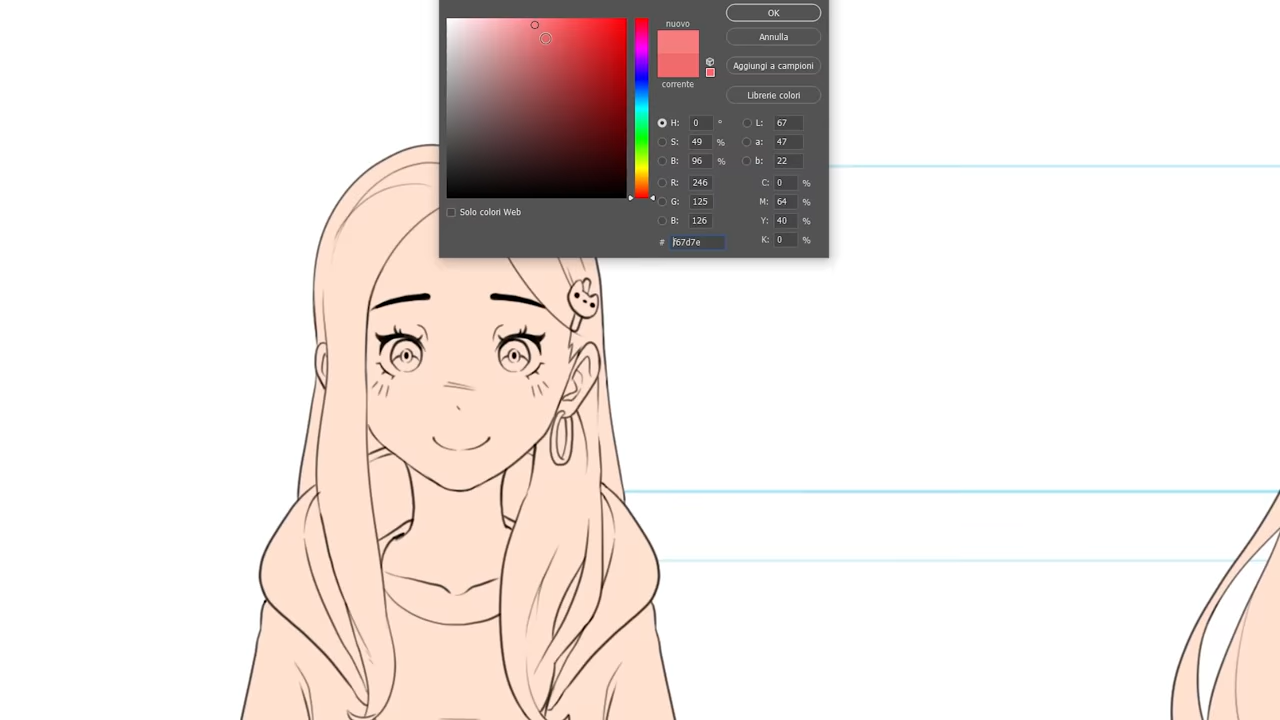 nuovo
corrente
OK
Annulla
Aggiungi a campioni
Librerie colori
H: 0 °
S: 49 %
B: 96 %
R: 246
G: 125
B: 126
# f67d7e
L: 67
a: 47
b: 22
C: 0 %
M: 64 %
Y: 40 %
K: 0 %
Solo colori Web